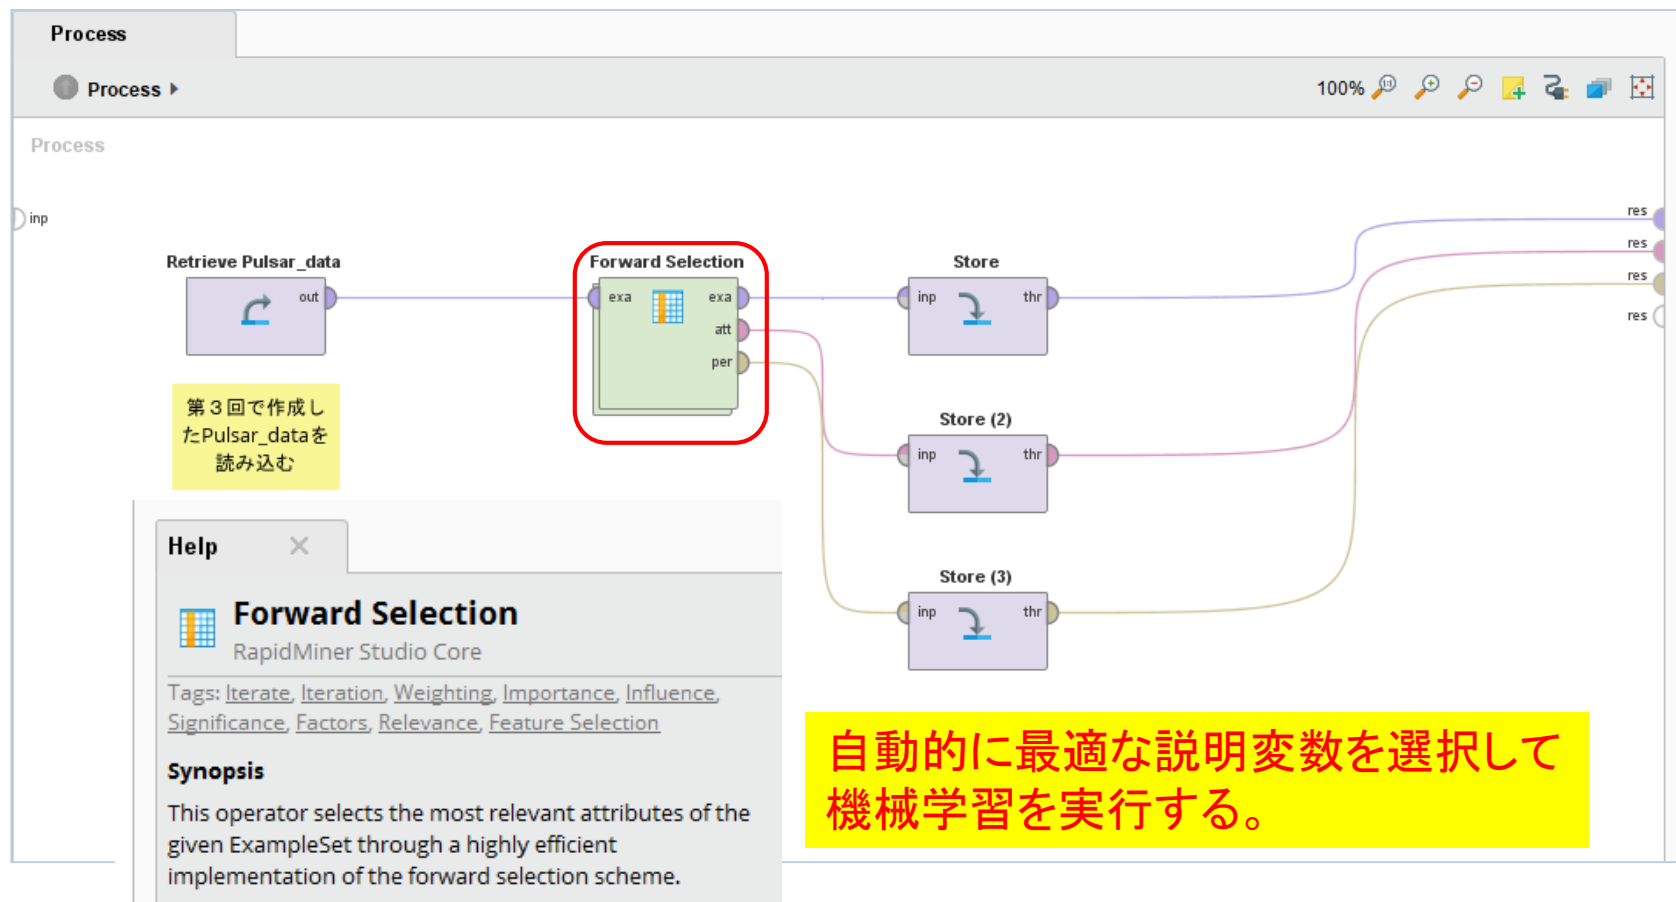 Process
Process
100%
Process
inp
res
res
res
res
Retrieve Pulsar_data
out
Forward Selection
exa
exa
att
per
Store
inp
thr
Store (2)
inp
thr
Store (3)
inp
thr
第３回で作成し
たPulsar_dataを
読み込む
Help
Forward Selection
RapidMiner Studio Core
Tags: Iterate, Iteration, Weighting, Importance, Influence,
Significance, Factors, Relevance, Feature Selection
Synopsis
This operator selects the most relevant attributes of the
given ExampleSet through a highly efficient
implementation of the forward selection scheme.
自動的に最適な説明変数を選択して
機械学習を実行する。